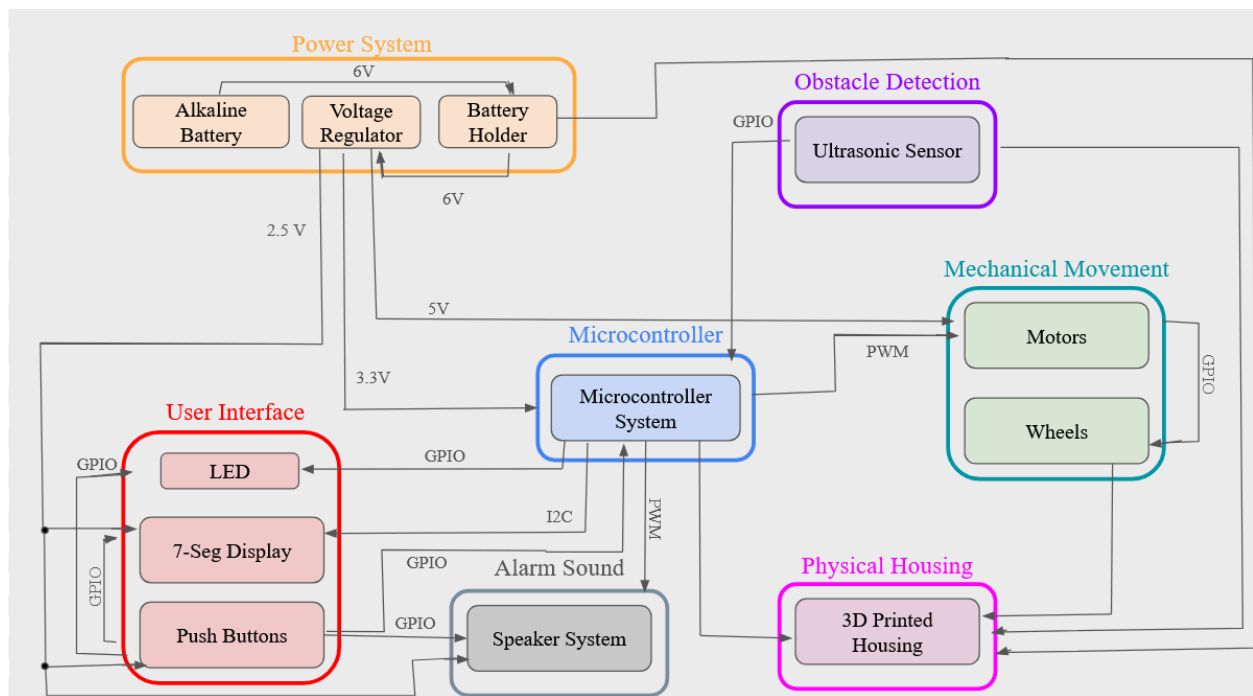 Power System
6V
Alkaline
Battery
Voltage
Regulator
Battery
Holder
6V
Obstacle Detection
GPIO
Ultrasonic Sensor
2.5 V
5V
3.3V
Mechanical Movement
Motors
Wheels
GPIO
PWM
Microcontroller
Microcontroller
System
User Interface
GPIO
LED
GPIO
7-Seg Display
I2C
GPIO
Push Buttons
GPIO
GPIO
PWM
Alarm Sound
Speaker System
Physical Housing
3D Printed
Housing